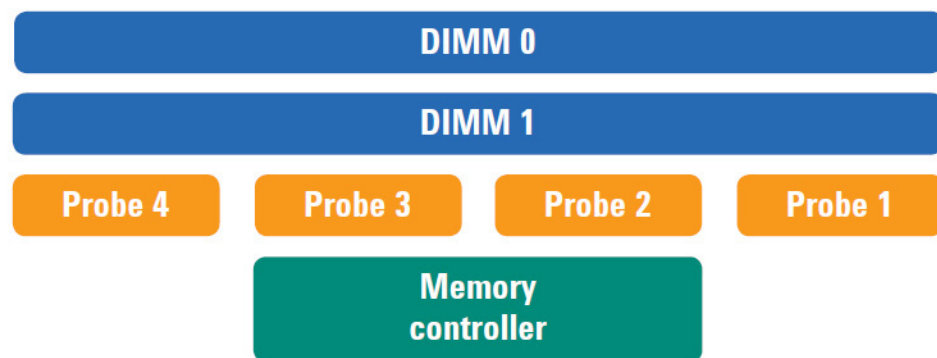 DIMM 0
DIMM 1
Probe 4 Probe 3 Probe 2 Probe 1
Memory
controller